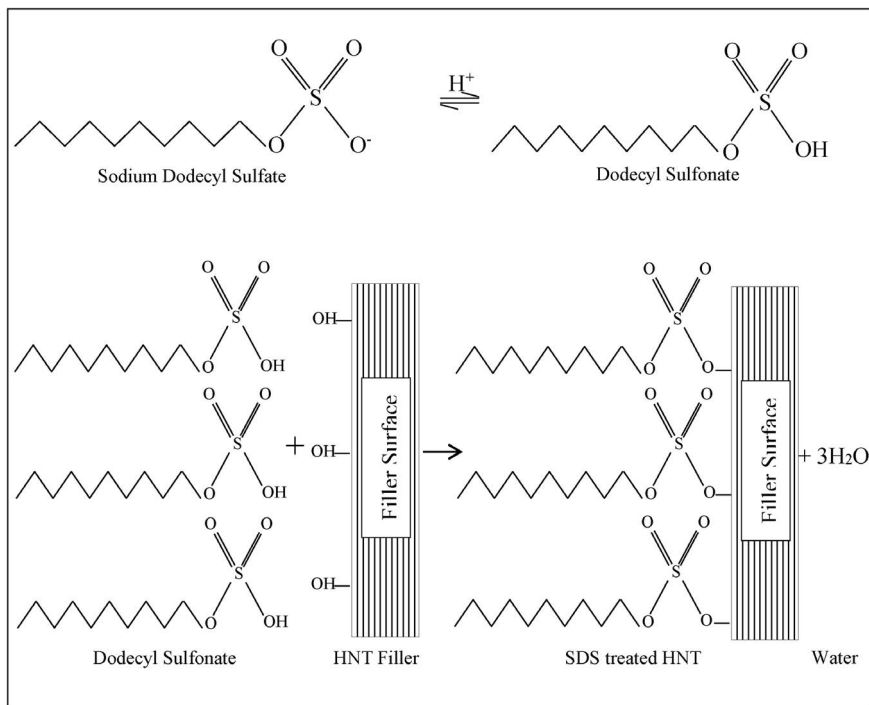 O O O O
H⁺
S S
O O⁻ O OH
Sodium Dodecyl Sulfate Dodecyl Sulfonate
O O O O
OH
S S
O OH O O
O O O O
S + OH S + 3H₂O
O OH O O
Filler Surface Filler Surface
O O O O
S OH S
O OH O O
Dodecyl Sulfonate HNT Filler SDS treated HNT Water